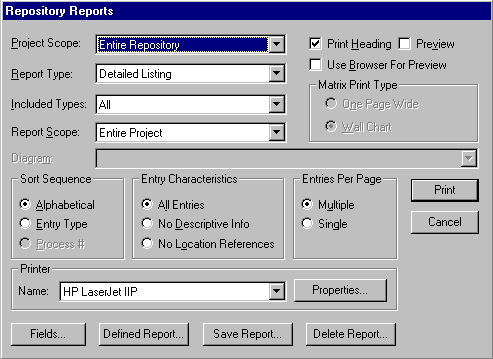 Repository Reports
Project Scope: Entire Repository
Print Heading Preview
Report Type: Detailed Listing
Use Browser For Preview
Included Types: All
Matrix Print Type
One Page Wide
Wall Chart
Report Scope: Entire Project
Diagram:
Sort Sequence
Alphabetical
Entry Type
Process #
Entry Characteristics
All Entries
No Descriptive Info
No Location References
Entries Per Page
Multiple
Single
Print
Cancel
Printer
Name: HP LaserJet IIP Properties...
Fields... Defined Report... Save Report... Delete Report...